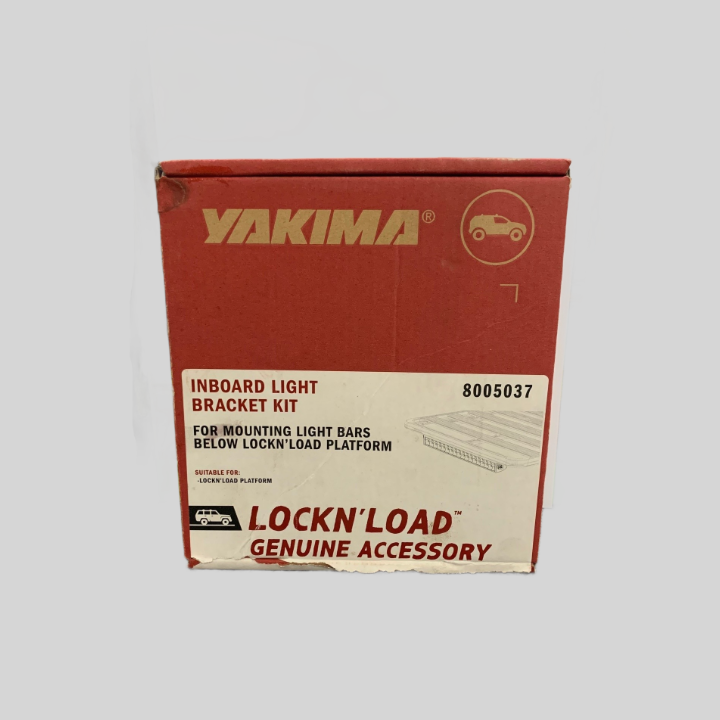 YAKIMA®
INBOARD LIGHT
BRACKET KIT
8005037
FOR MOUNTING LIGHT BARS
BELOW LOCKN'LOAD PLATFORM
SUITABLE FOR:
-LOCKN'LOAD PLATFORM
LOCKN'LOAD™
GENUINE ACCESSORY